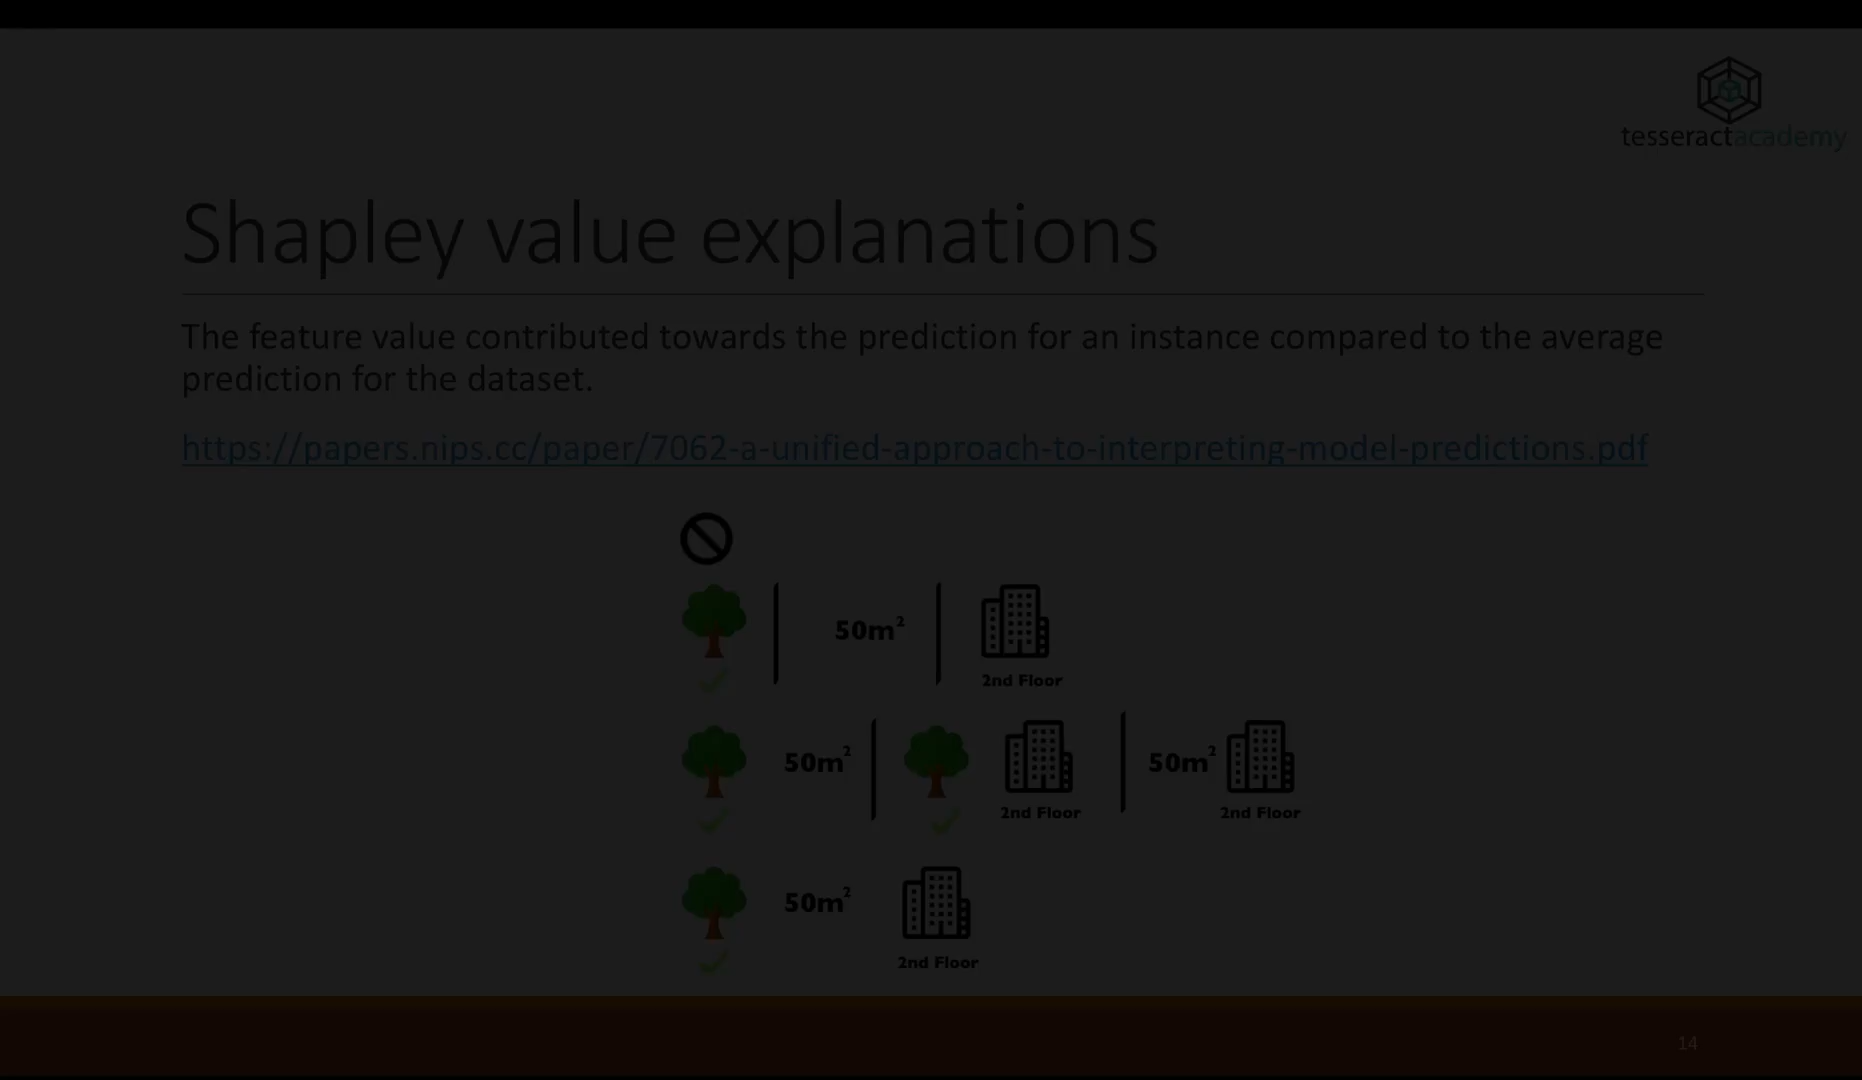 tesseractacademy
Shapley value explanations
The feature value contributed towards the prediction for an instance compared to the average
prediction for the dataset.
https://papers.nips.cc/paper/7062-a-unified-approach-to-interpreting-model-predictions.pdf
50m²
2nd Floor
50m²
50m²
2nd Floor
2nd Floor
50m²
2nd Floor
14